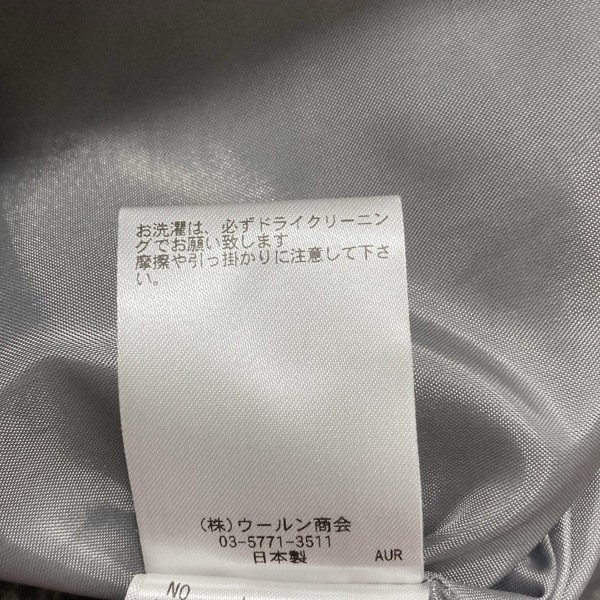 お洗濯は、必ずドライクリーニン
グでお願い致します
摩擦や引っ掛かりに注意して下さ
い。
(株)ウールン商会
03-5771-3511
日本製 AUR
NO